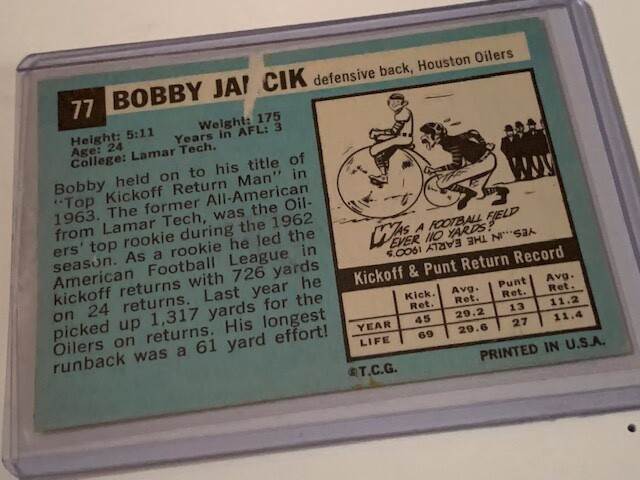 77 BOBBY JANCIK defensive back, Houston Oilers
Height: 5:11 Weight: 175
Age: 24 Years in AFL: 3
College: Lamar Tech.
Bobby held on to his title of
"Top Kickoff Return Man" in
1963. The former All-American
from Lamar Tech, was the Oil-
ers' top rookie during the 1962
season. As a rookie he led the
American Football League in
kickoff returns with 726 yards
on 24 returns. Last year he
picked up 1,317 yards for the
Oilers on returns. His longest
runback was a 61 yard effort!
WAS A FOOTBALL FIELD
EVER 110 YARDS?
YES... IN THE EARLY 1900'S.
Kickoff & Punt Return Record
Kick. Ret. Avg. Ret. Punt Ret. Avg. Ret.
YEAR 45 29.2 13 11.2
LIFE 69 29.6 27 11.4
©T.C.G. PRINTED IN U.S.A.